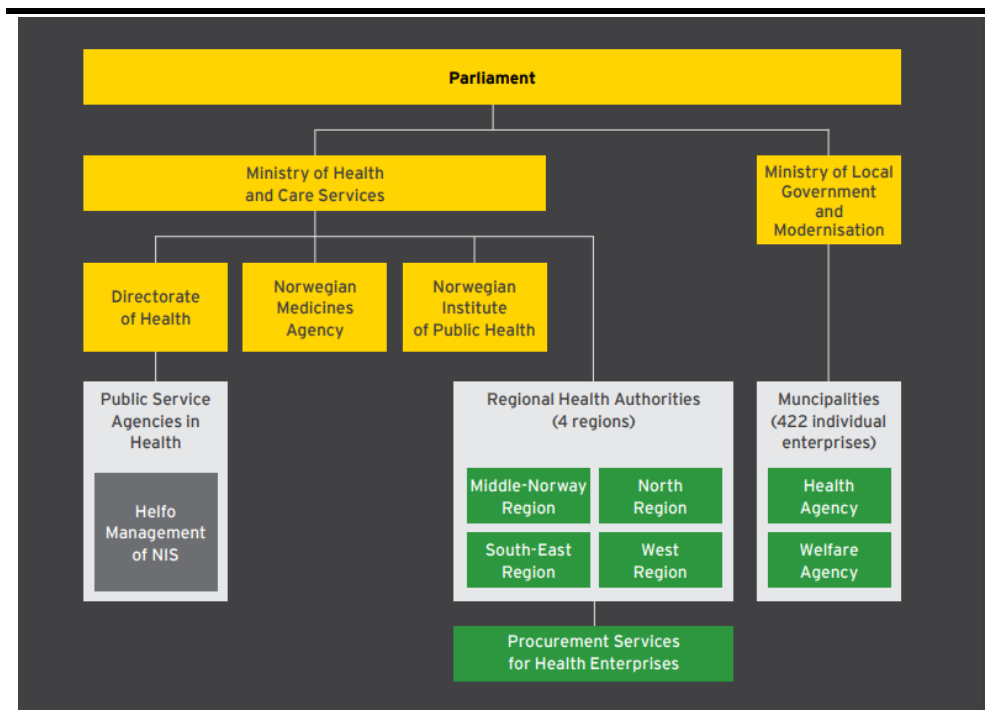 Parliament
Ministry of Health
and Care Services
Ministry of Local
Government
and
Modernisation
Directorate
of Health
Norwegian
Medicines
Agency
Norwegian
Institute
of Public Health
Public Service
Agencies in
Health
Helfo
Management
of NIS
Regional Health Authorities
(4 regions)
Middle-Norway
Region
North
Region
South-East
Region
West
Region
Muncipalities
(422 individual
enterprises)
Health
Agency
Welfare
Agency
Procurement Services
for Health Enterprises